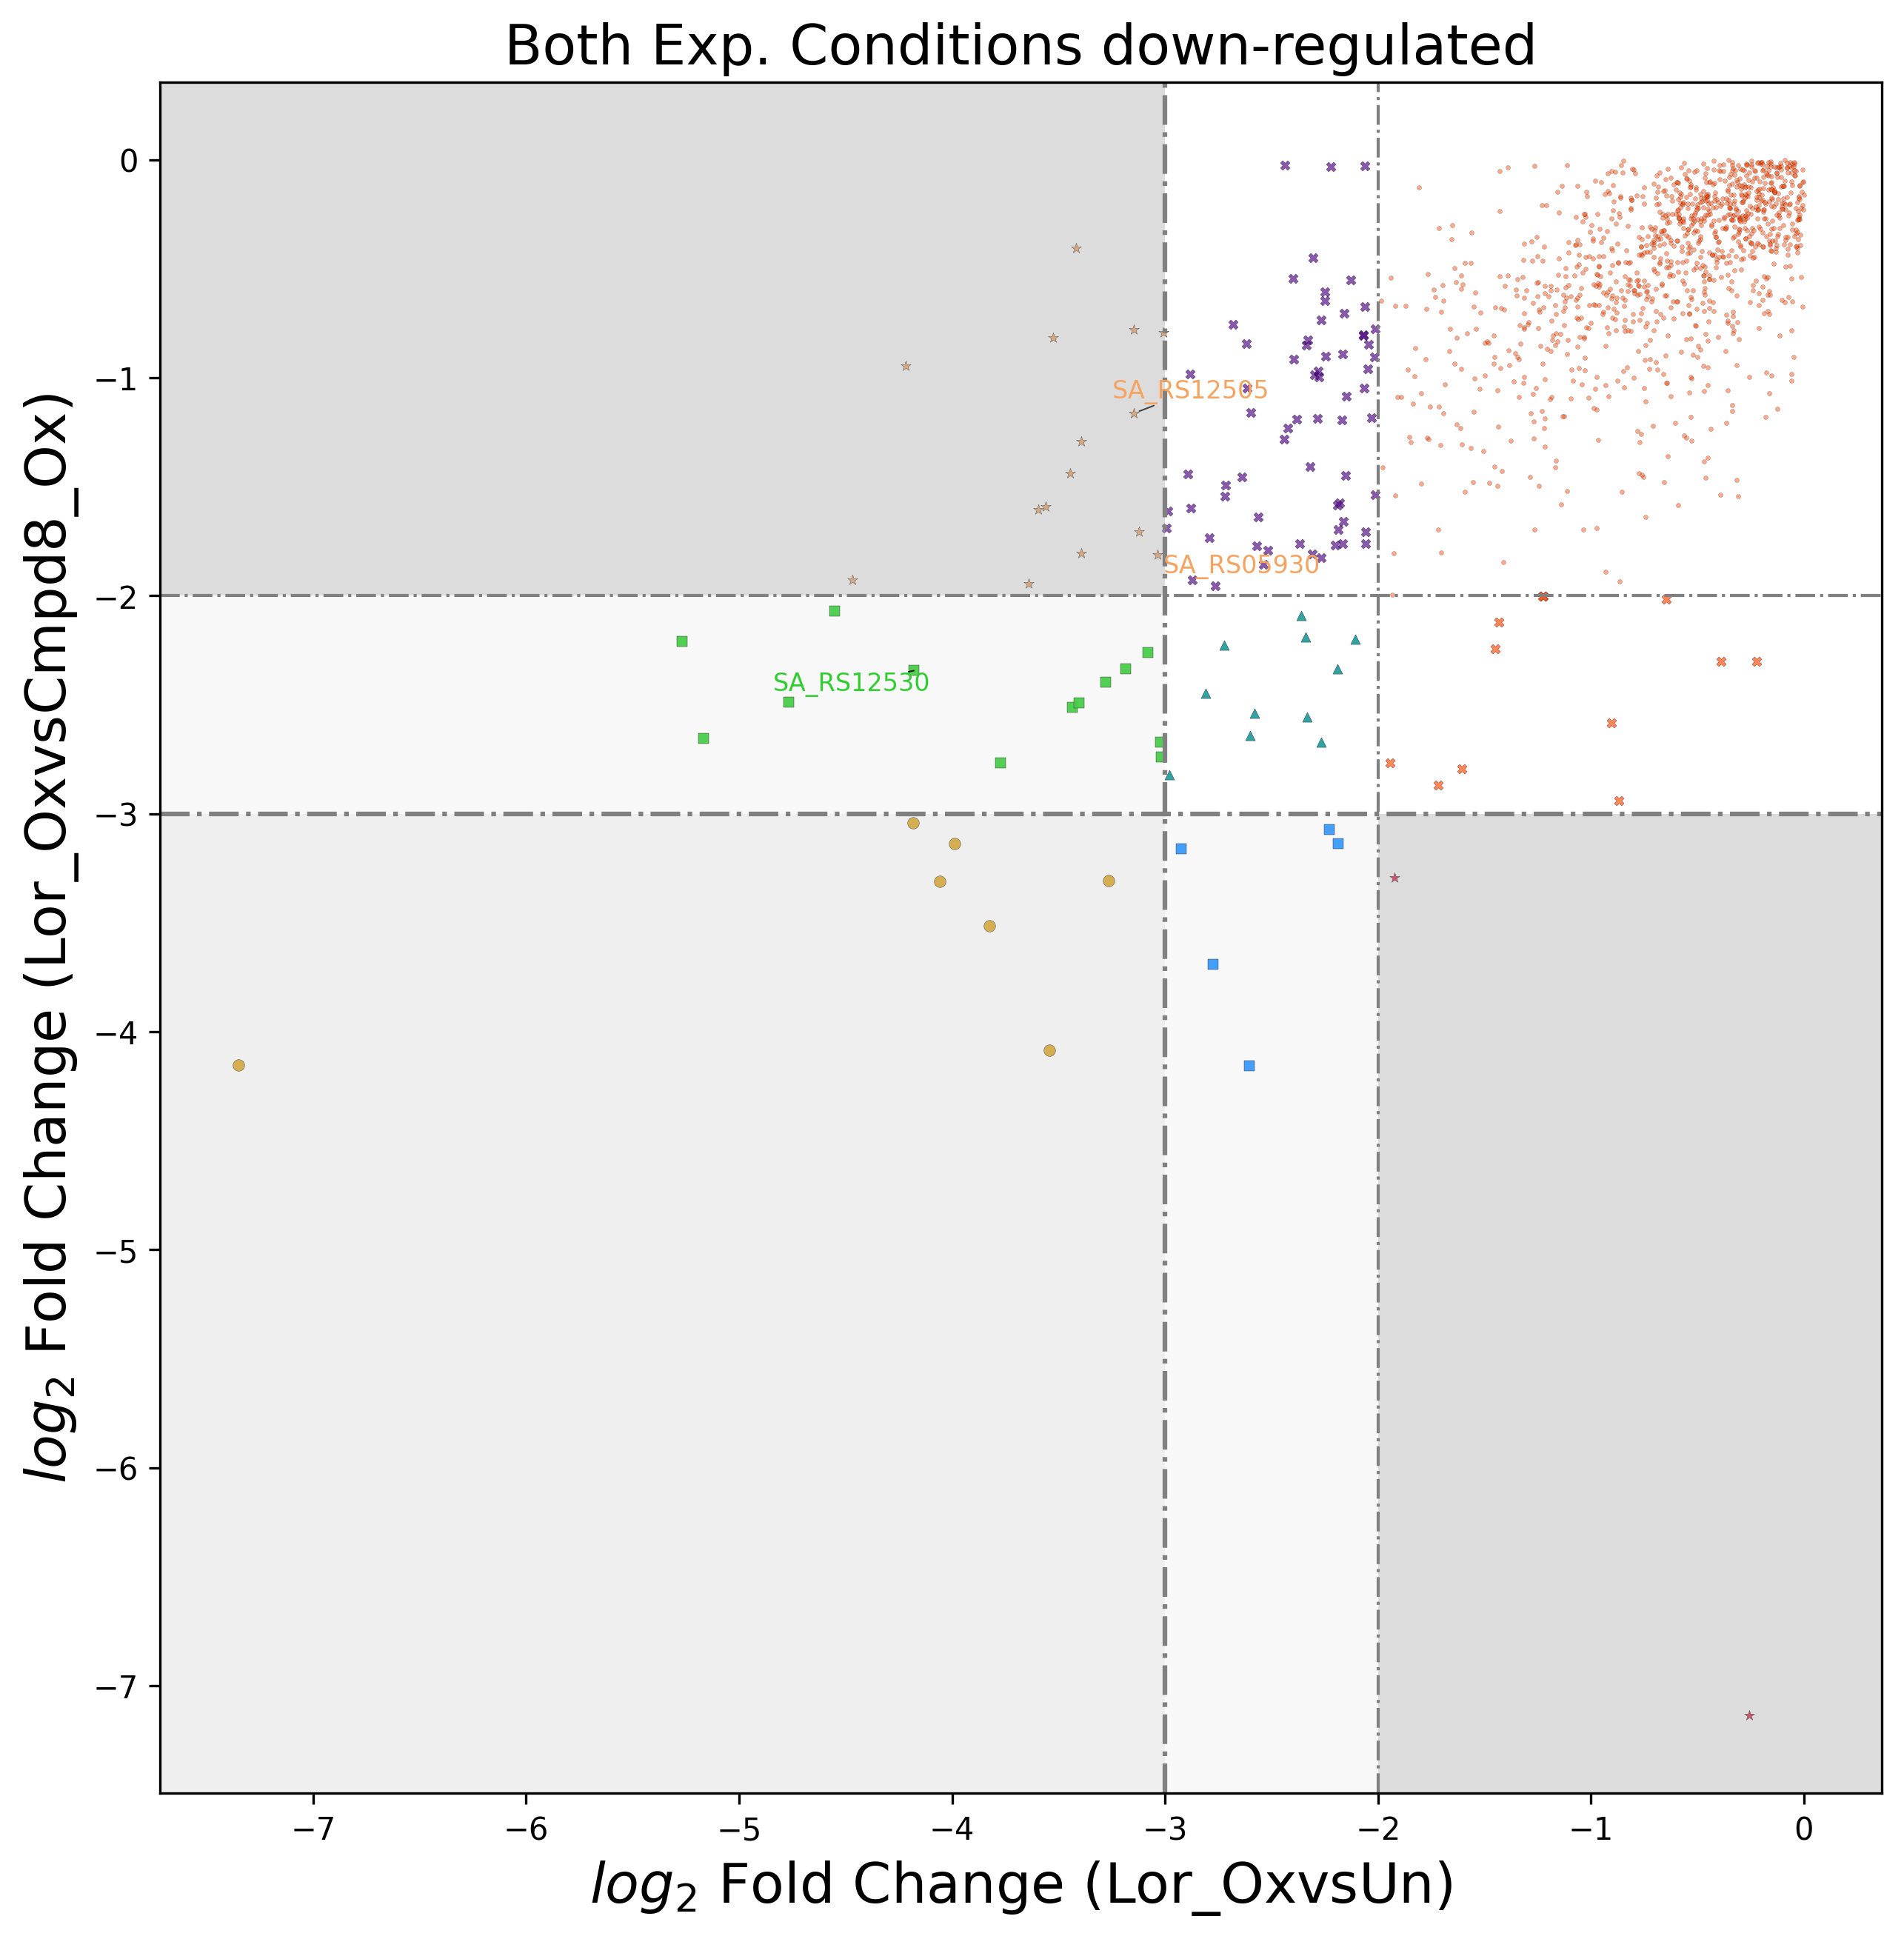 Both Exp. Conditions down-regulated
log2 Fold Change (Lor_OxvsCmpd8_Ox)
0
−1
−2
−3
−4
−5
−6
−7
SA_RS12505
SA_RS05930
SA_RS12530
−7 −6 −5 −4 −3 −2 −1 0
log2 Fold Change (Lor_OxvsUn)